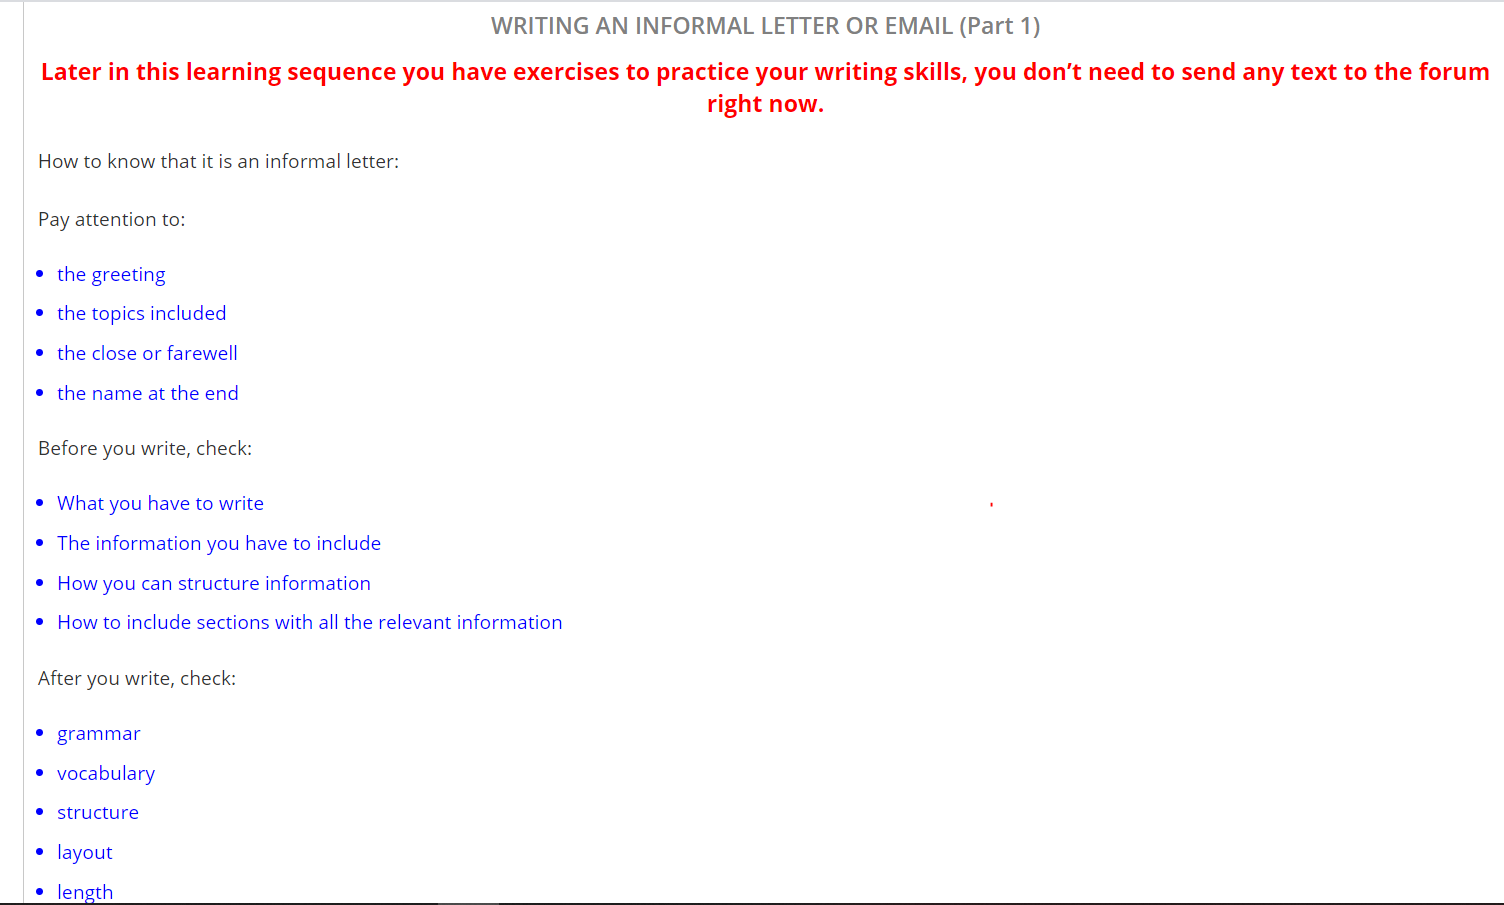 WRITING AN INFORMAL LETTER OR EMAIL (Part 1)
Later in this learning sequence you have exercises to practice your writing skills, you don’t need to send any text to the forum
right now.
How to know that it is an informal letter:
Pay attention to:
• the greeting
• the topics included
• the close or farewell
• the name at the end
Before you write, check:
• What you have to write
• The information you have to include
• How you can structure information
• How to include sections with all the relevant information
After you write, check:
• grammar
• vocabulary
• structure
• layout
• length